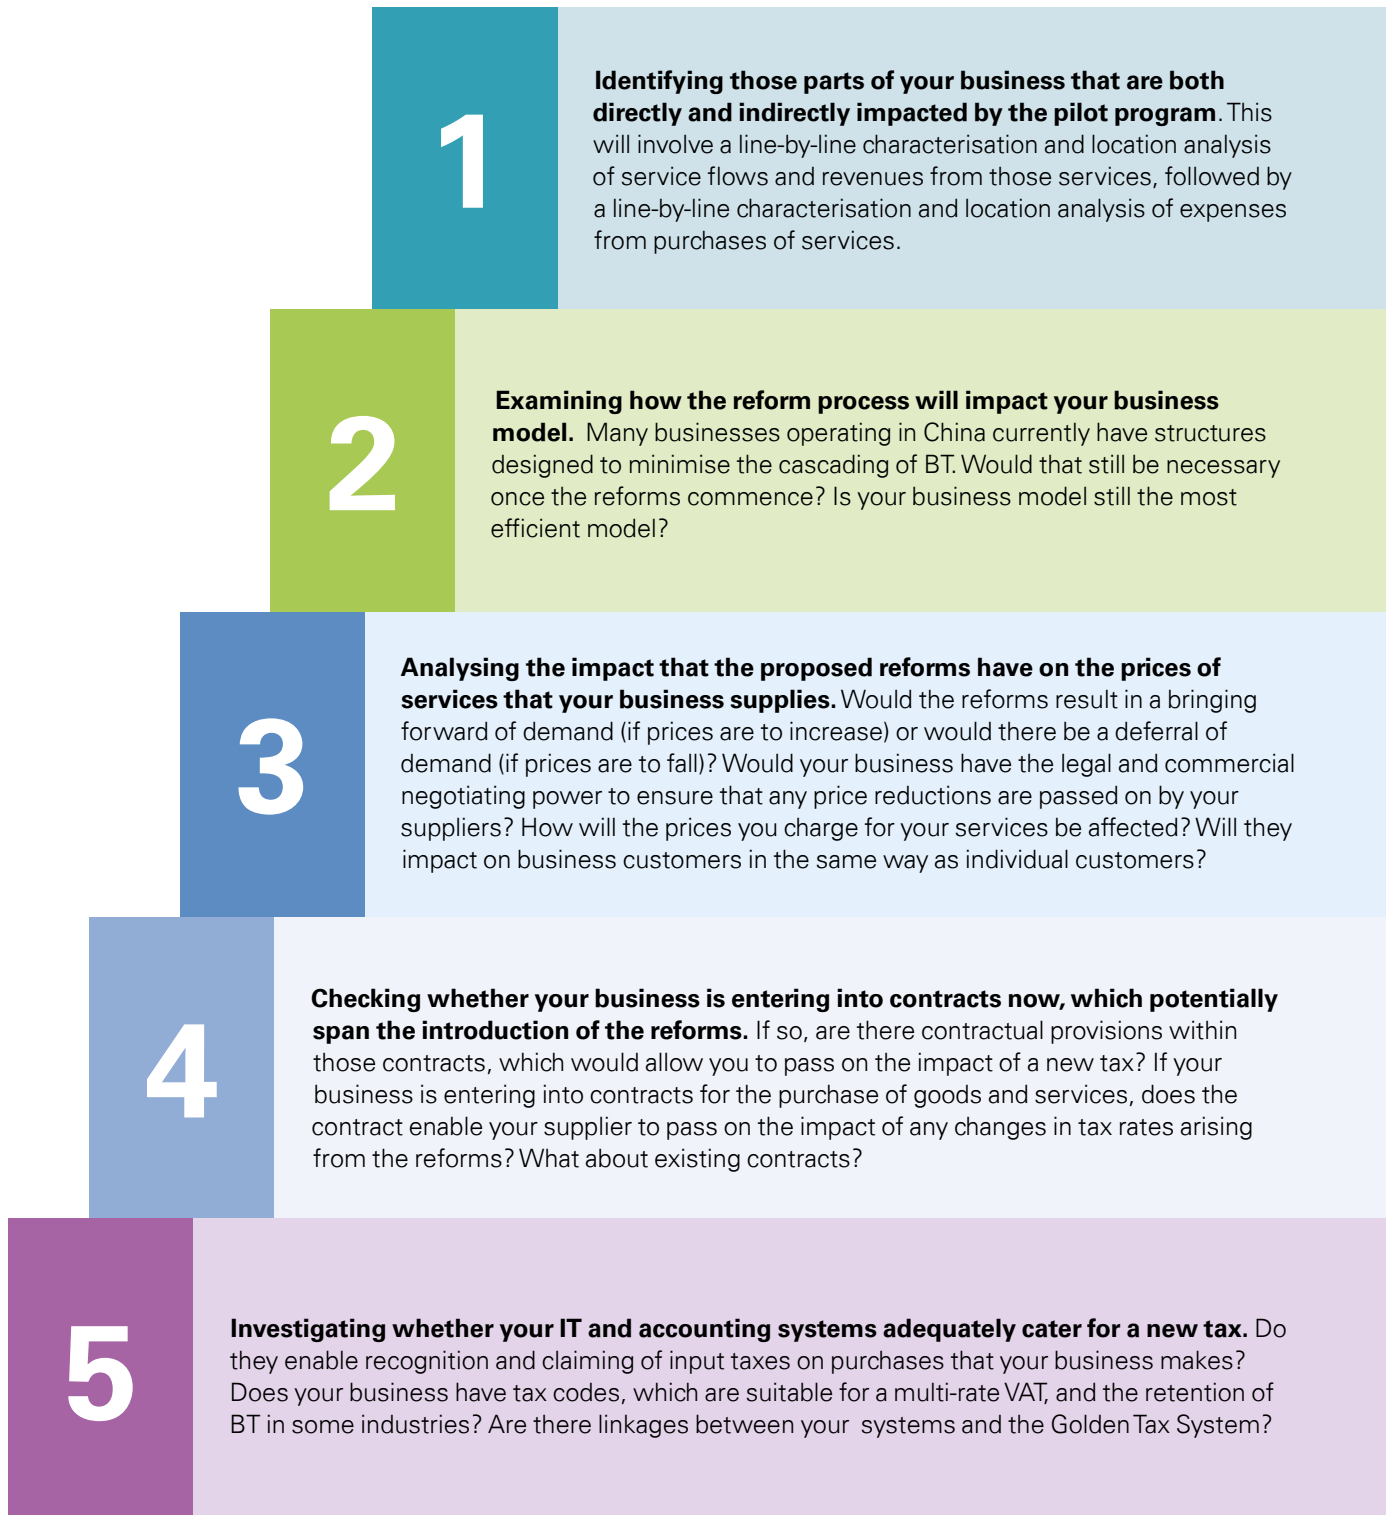 1
Identifying those parts of your business that are both
directly and indirectly impacted by the pilot program. This
will involve a line-by-line characterisation and location analysis
of service flows and revenues from those services, followed by
a line-by-line characterisation and location analysis of expenses
from purchases of services.
2
Examining how the reform process will impact your business
model. Many businesses operating in China currently have structures
designed to minimise the cascading of BT. Would that still be necessary
once the reforms commence? Is your business model still the most
efficient model?
3
Analysing the impact that the proposed reforms have on the prices of
services that your business supplies. Would the reforms result in a bringing
forward of demand (if prices are to increase) or would there be a deferral of
demand (if prices are to fall)? Would your business have the legal and commercial
negotiating power to ensure that any price reductions are passed on by your
suppliers? How will the prices you charge for your services be affected? Will they
impact on business customers in the same way as individual customers?
4
Checking whether your business is entering into contracts now, which potentially
span the introduction of the reforms. If so, are there contractual provisions within
those contracts, which would allow you to pass on the impact of a new tax? If your
business is entering into contracts for the purchase of goods and services, does the
contract enable your supplier to pass on the impact of any changes in tax rates arising
from the reforms? What about existing contracts?
5
Investigating whether your IT and accounting systems adequately cater for a new tax. Do
they enable recognition and claiming of input taxes on purchases that your business makes?
Does your business have tax codes, which are suitable for a multi-rate VAT, and the retention of
BT in some industries? Are there linkages between your systems and the Golden Tax System?